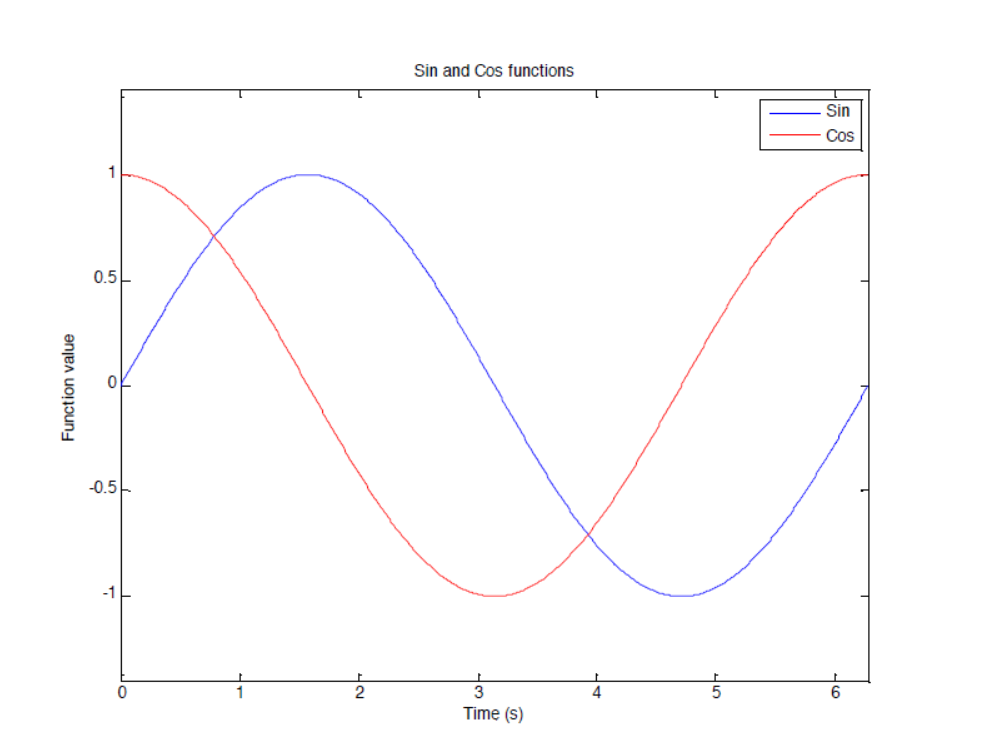 Sin and Cos functions
Sin
Cos
1
0.5
0
-0.5
-1
Function value
0 1 2 3 4 5 6
Time (s)